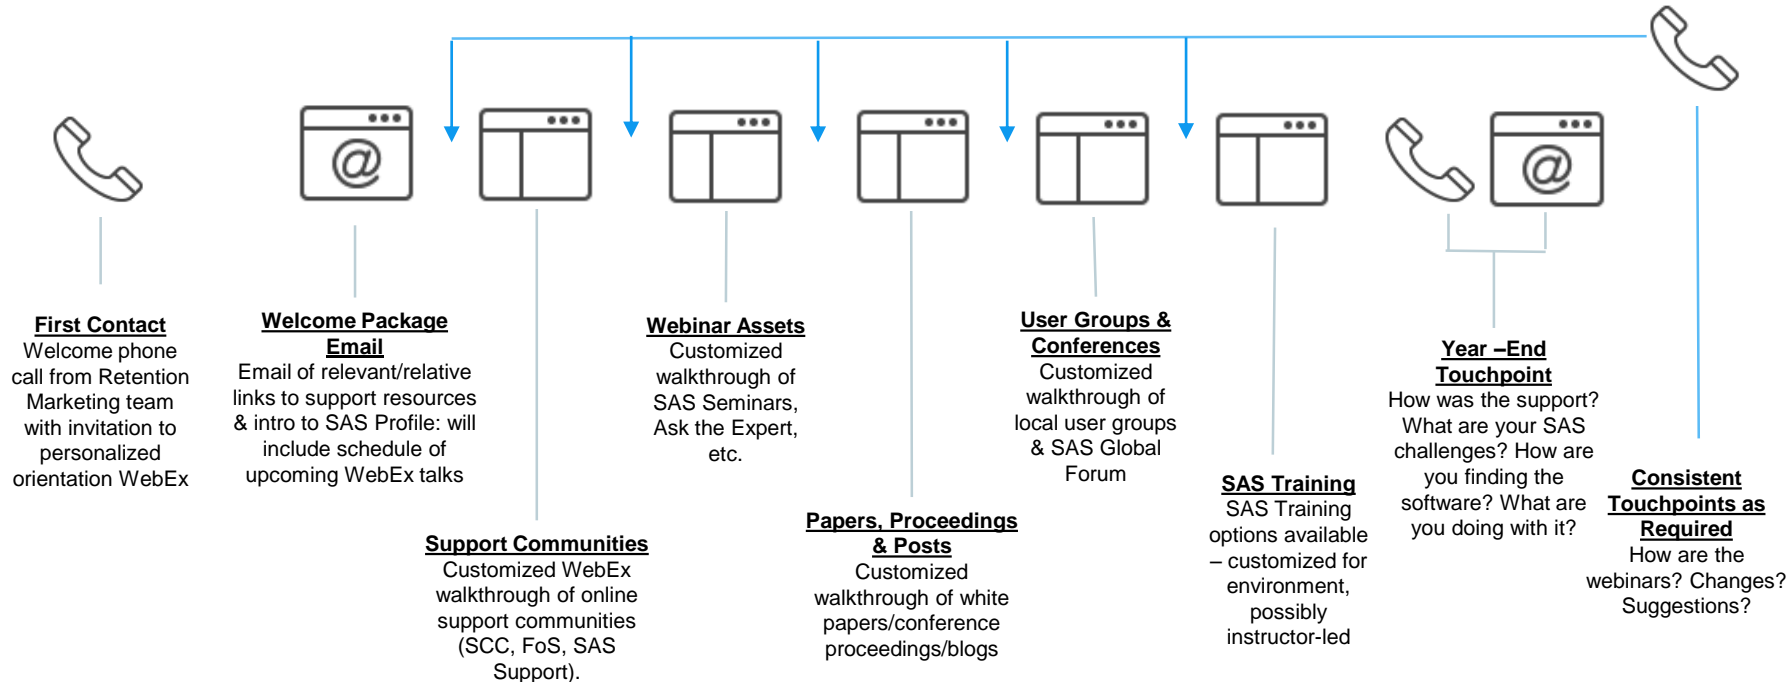 First Contact
Welcome phone
call from Retention
Marketing team
with invitation to
personalized
orientation WebEx
Welcome Package
Email
Email of relevant/relative
links to support resources
& intro to SAS Profile: will
include schedule of
upcoming WebEx talks
Support Communities
Customized WebEx
walkthrough of online
support communities
(SCC, FoS, SAS
Support).
Webinar Assets
Customized
walkthrough of
SAS Seminars,
Ask the Expert,
etc.
Papers, Proceedings
& Posts
Customized
walkthrough of white
papers/conference
proceedings/blogs
User Groups &
Conferences
Customized
walkthrough of
local user groups
& SAS Global
Forum
SAS Training
SAS Training
options available
– customized for
environment,
possibly
instructor-led
Year –End
Touchpoint
How was the support?
What are your SAS
challenges? How are
you finding the
software? What are
you doing with it?
Consistent
Touchpoints as
Required
How are the
webinars? Changes?
Suggestions?